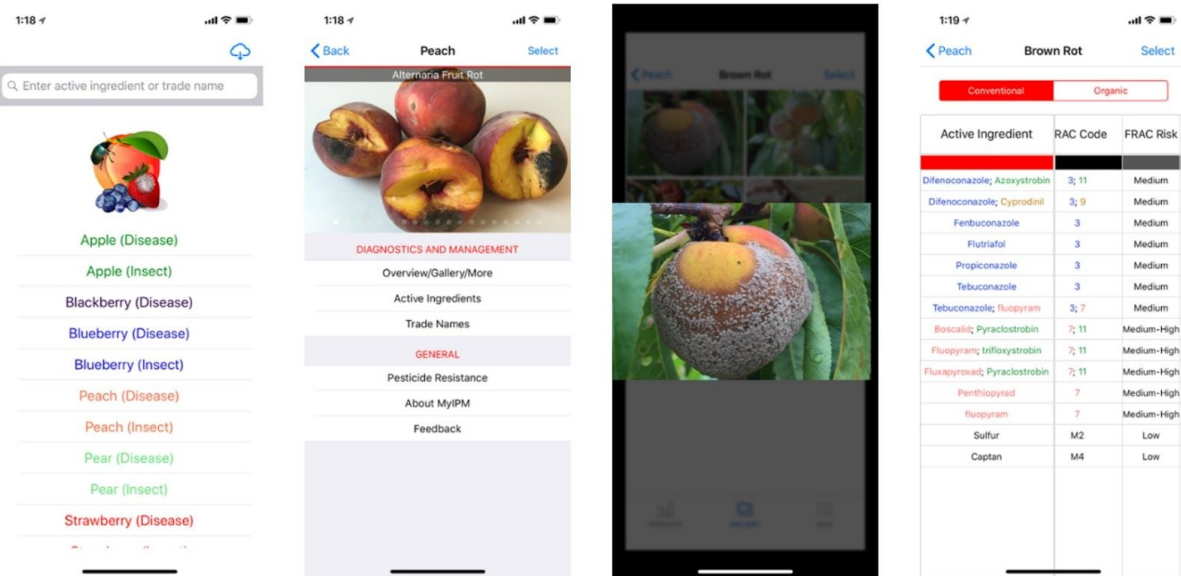 1:18
Enter active ingredient or trade name
Apple (Disease)
Apple (Insect)
Blackberry (Disease)
Blueberry (Disease)
Blueberry (Insect)
Peach (Disease)
Peach (Insect)
Pear (Disease)
Pear (Insect)
Strawberry (Disease)
1:18
Back Peach Select
Alternaria Fruit Rot
DIAGNOSTICS AND MANAGEMENT
Overview/Gallery/More
Active Ingredients
Trade Names
GENERAL
Pesticide Resistance
About MyIPM
Feedback
Peach Brown Rot Select
GALLERY
1:19
Peach Brown Rot Select
Conventional Organic
Active Ingredient RAC Code FRAC Risk
Difenoconazole; Azoxystrobin 3; 11 Medium
Difenoconazole; Cyprodinil 3; 9 Medium
Fenbuconazole 3 Medium
Flutriafol 3 Medium
Propiconazole 3 Medium
Tebuconazole 3 Medium
Tebuconazole; fluopyram 3; 7 Medium
Boscalid; Pyraclostrobin 7; 11 Medium-High
Fluopyram; trifloxystrobin 7; 11 Medium-High
Fluxapyroxad; Pyraclostrobin 7; 11 Medium-High
Penthiopyrad 7 Medium-High
fluopyram 7 Medium-High
Sulfur M2 Low
Captan M4 Low